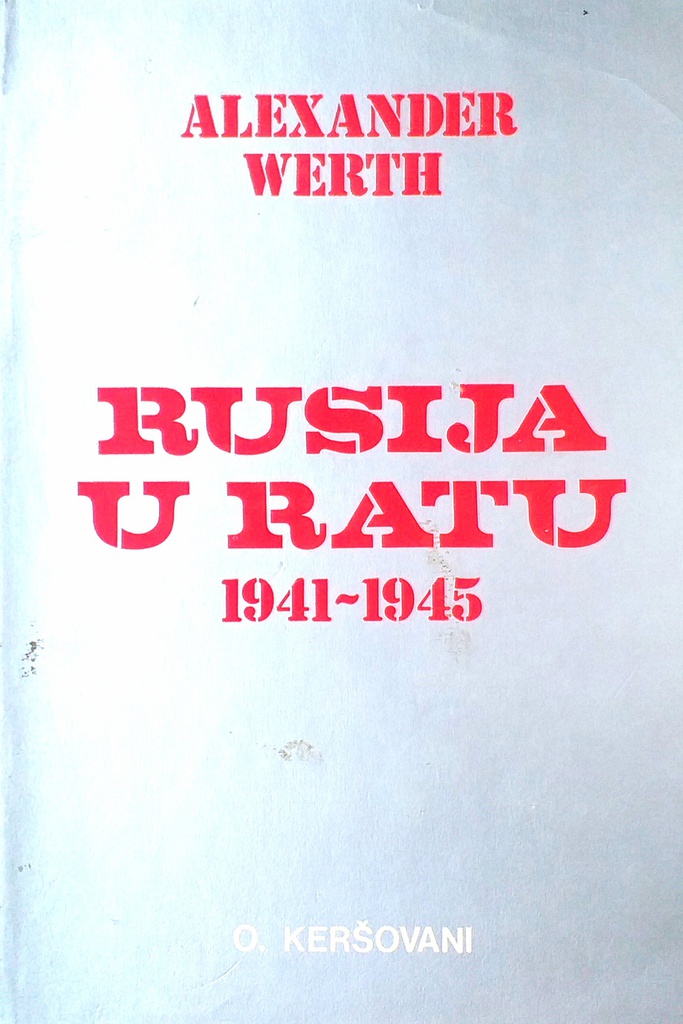 ALEXANDER
WERTH
RUSIJA
U RATU
1941~1945
O. KERŠOVANI